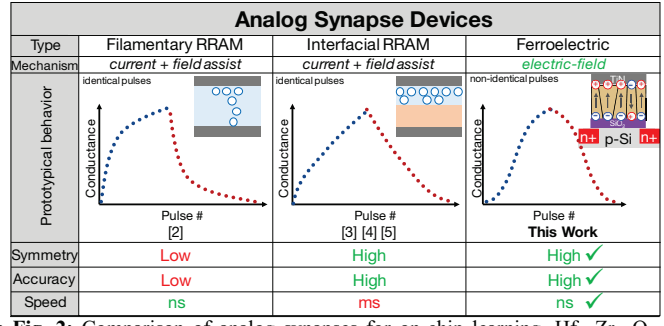 Analog Synapse Devices
Type Filamentary RRAM Interfacial RRAM Ferroelectric
Mechanism current + field assist current + field assist electric-field
Prototypical behavior
identical pulses identical pulses non-identical pulses
TiN
SiO2
n+ p-Si n+
Conductance Conductance Conductance
Pulse # Pulse # Pulse #
[2] [3] [4] [5] This Work
Symmetry Low High High ✓
Accuracy Low High High ✓
Speed ns ms ns ✓
Fig. 2: Comparison of analog synapses for on-chip learning. Hf Zr O